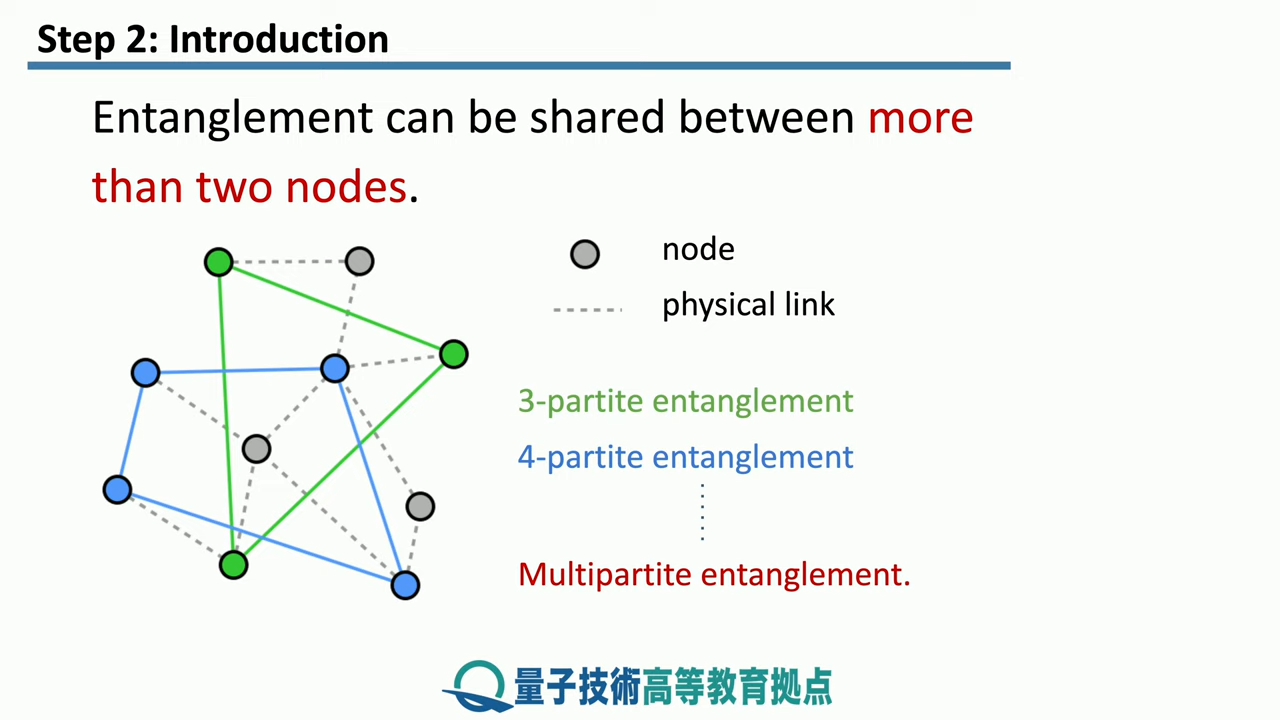 Step 2: Introduction
Entanglement can be shared between more
than two nodes.
node
physical link
3-partite entanglement
4-partite entanglement
Multipartite entanglement.
量子技術高等教育拠点